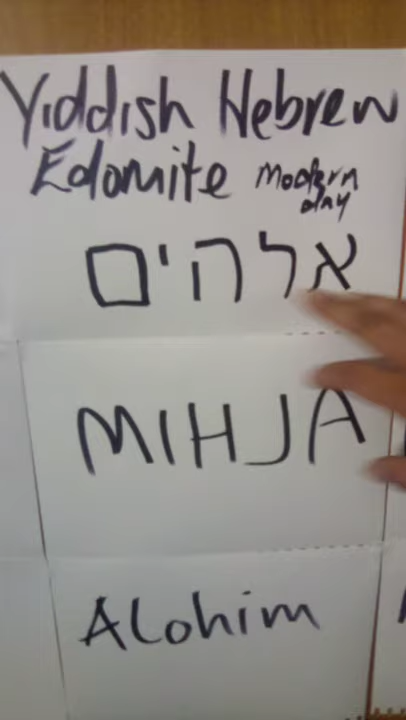 Yiddish Hebrew
Edomite Modern
day
אלהים
MIHJA
Alohim